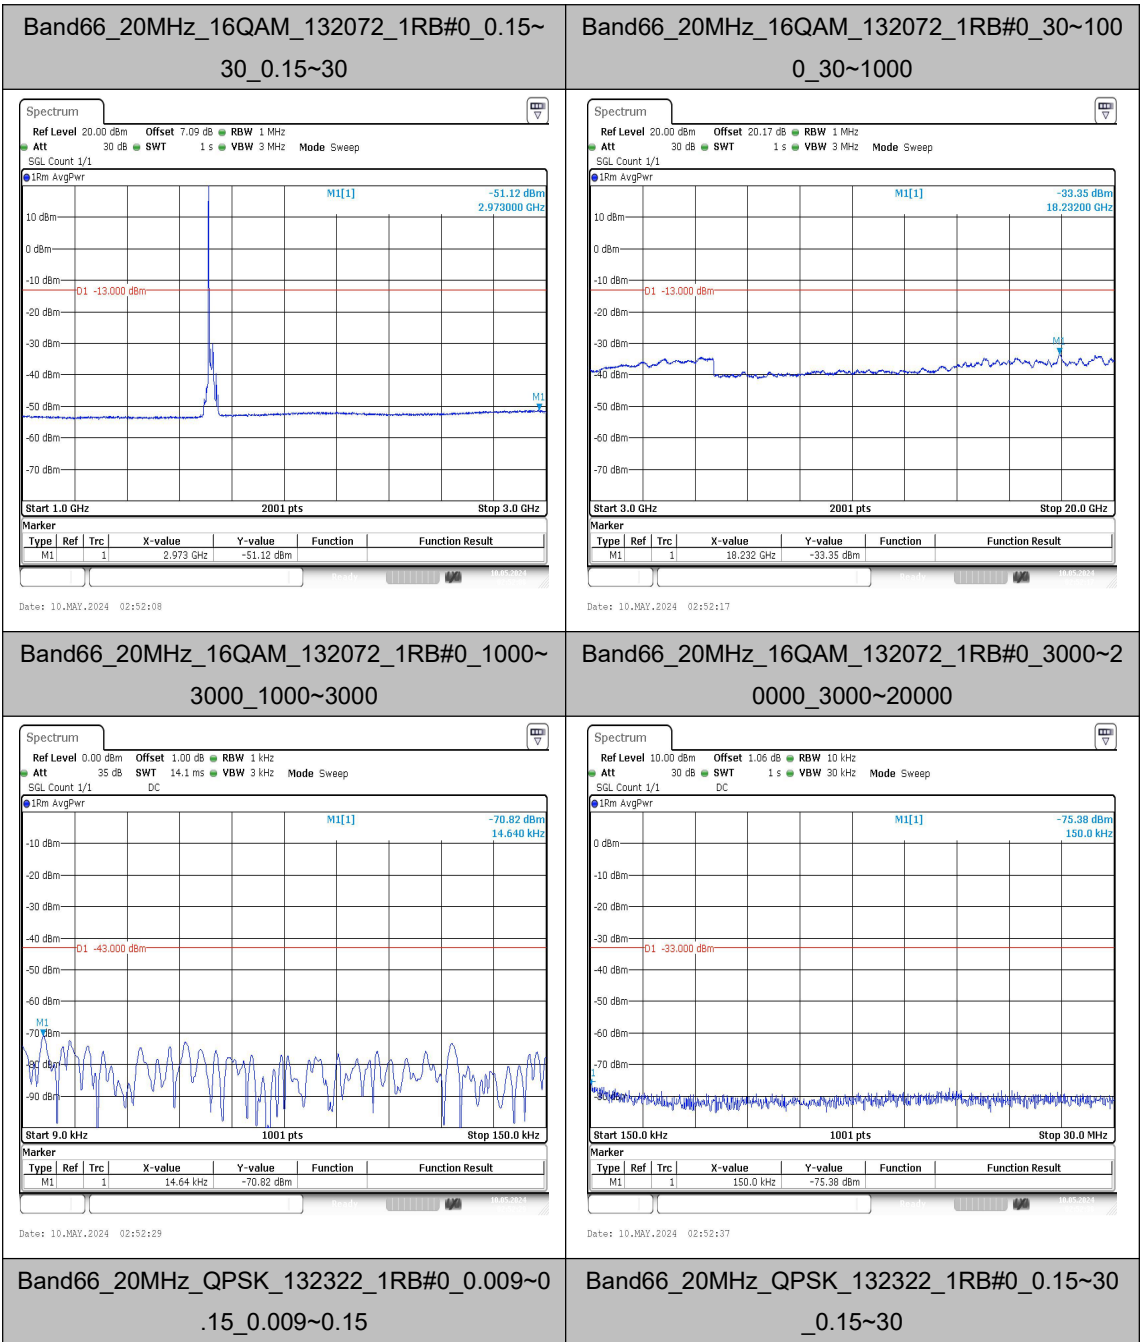 Band66_20MHz_16QAM_132072_1RB#0_0.15~
30_0.15~30
Band66_20MHz_16QAM_132072_1RB#0_30~100
0_30~1000
Spectrum
Ref Level 20.00 dBm Offset 7.09 dB RBW 1 MHz
Att 30 dB SWT 1 s VBW 3 MHz Mode Sweep
SGL Count 1/1
1Rm AvgPwr
M1[1] -51.12 dBm
2.973000 GHz
10 dBm
0 dBm
-10 dBm
D1 -13.000 dBm
-20 dBm
-30 dBm
-40 dBm
M1
-50 dBm
-60 dBm
-70 dBm
Start 1.0 GHz 2001 pts Stop 3.0 GHz
Marker
Type Ref Trc X-value Y-value Function Function Result
M1 1 2.973 GHz -51.12 dBm
Ready 10.05.2024
Date: 10.MAY.2024 02:52:08
Spectrum
Ref Level 20.00 dBm Offset 20.17 dB RBW 1 MHz
Att 30 dB SWT 1 s VBW 3 MHz Mode Sweep
SGL Count 1/1
1Rm AvgPwr
M1[1] -33.35 dBm
18.23200 GHz
10 dBm
0 dBm
-10 dBm
D1 -13.000 dBm
-20 dBm
-30 dBm
M1
-40 dBm
-50 dBm
-60 dBm
-70 dBm
Start 3.0 GHz 2001 pts Stop 20.0 GHz
Marker
Type Ref Trc X-value Y-value Function Function Result
M1 1 18.232 GHz -33.35 dBm
Ready 10.05.2024
Date: 10.MAY.2024 02:52:17
Band66_20MHz_16QAM_132072_1RB#0_1000~
3000_1000~3000
Band66_20MHz_16QAM_132072_1RB#0_3000~2
0000_3000~20000
Spectrum
Ref Level 0.00 dBm Offset 1.00 dB RBW 1 kHz
Att 35 dB SWT 14.1 ms VBW 3 kHz Mode Sweep
SGL Count 1/1 DC
1Rm AvgPwr
M1[1] -70.82 dBm
14.640 kHz
-10 dBm
-20 dBm
-30 dBm
-40 dBm
D1 -43.000 dBm
-50 dBm
-60 dBm
M1
-70 dBm
-80 dBm
-90 dBm
Start 9.0 kHz 1001 pts Stop 150.0 kHz
Marker
Type Ref Trc X-value Y-value Function Function Result
M1 1 14.64 kHz -70.82 dBm
Ready 10.05.2024
Date: 10.MAY.2024 02:52:29
Spectrum
Ref Level 10.00 dBm Offset 1.06 dB RBW 10 kHz
Att 30 dB SWT 1 s VBW 30 kHz Mode Sweep
SGL Count 1/1 DC
1Rm AvgPwr
M1[1] -75.38 dBm
150.0 kHz
0 dBm
-10 dBm
-20 dBm
-30 dBm
D1 -33.000 dBm
-40 dBm
-50 dBm
-60 dBm
-70 dBm
-80 dBm
Start 150.0 kHz 1001 pts Stop 30.0 MHz
Marker
Type Ref Trc X-value Y-value Function Function Result
M1 1 150.0 kHz -75.38 dBm
Ready 10.05.2024
Date: 10.MAY.2024 02:52:37
Band66_20MHz_QPSK_132322_1RB#0_0.009~0
.15_0.009~0.15
Band66_20MHz_QPSK_132322_1RB#0_0.15~30
_0.15~30